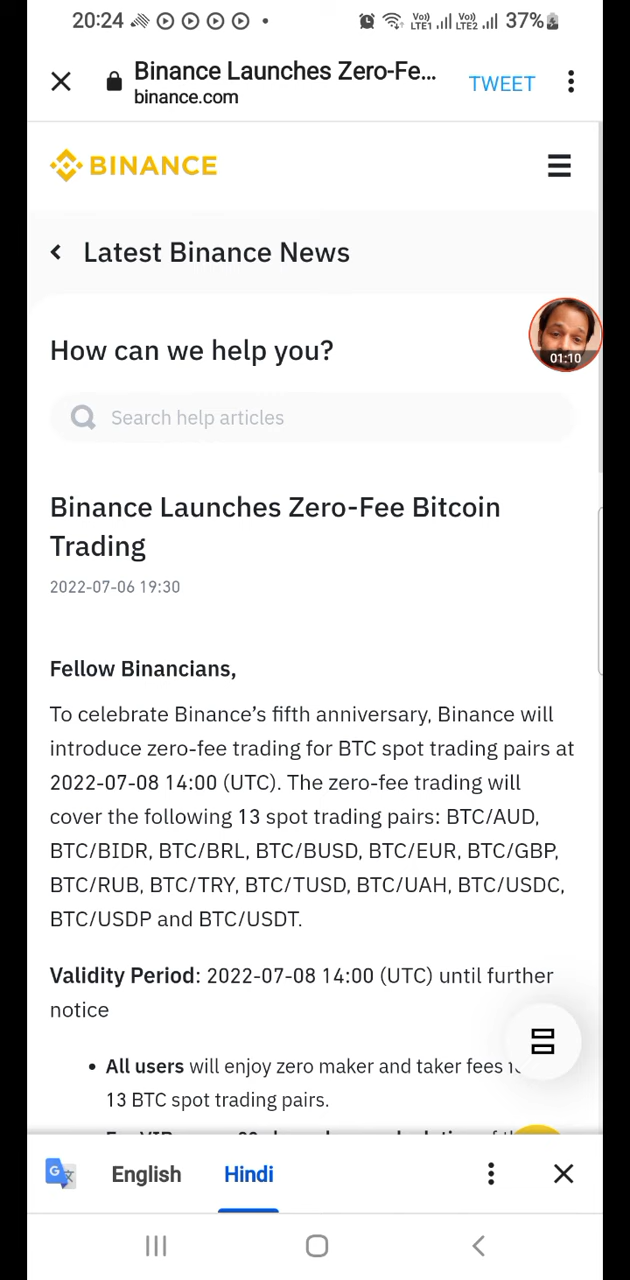 20:24
Vo)) LTE1 Vo)) LTE2 37%
Binance Launches Zero-Fe...
binance.com
TWEET
BINANCE
Latest Binance News
How can we help you?
01:10
Search help articles
Binance Launches Zero-Fee Bitcoin
Trading
2022-07-06 19:30
Fellow Binancians,
To celebrate Binance's fifth anniversary, Binance will
introduce zero-fee trading for BTC spot trading pairs at
2022-07-08 14:00 (UTC). The zero-fee trading will
cover the following 13 spot trading pairs: BTC/AUD,
BTC/BIDR, BTC/BRL, BTC/BUSD, BTC/EUR, BTC/GBP,
BTC/RUB, BTC/TRY, BTC/TUSD, BTC/UAH, BTC/USDC,
BTC/USDP and BTC/USDT.
Validity Period: 2022-07-08 14:00 (UTC) until further
notice
• All users will enjoy zero maker and taker fees
13 BTC spot trading pairs.
English
Hindi